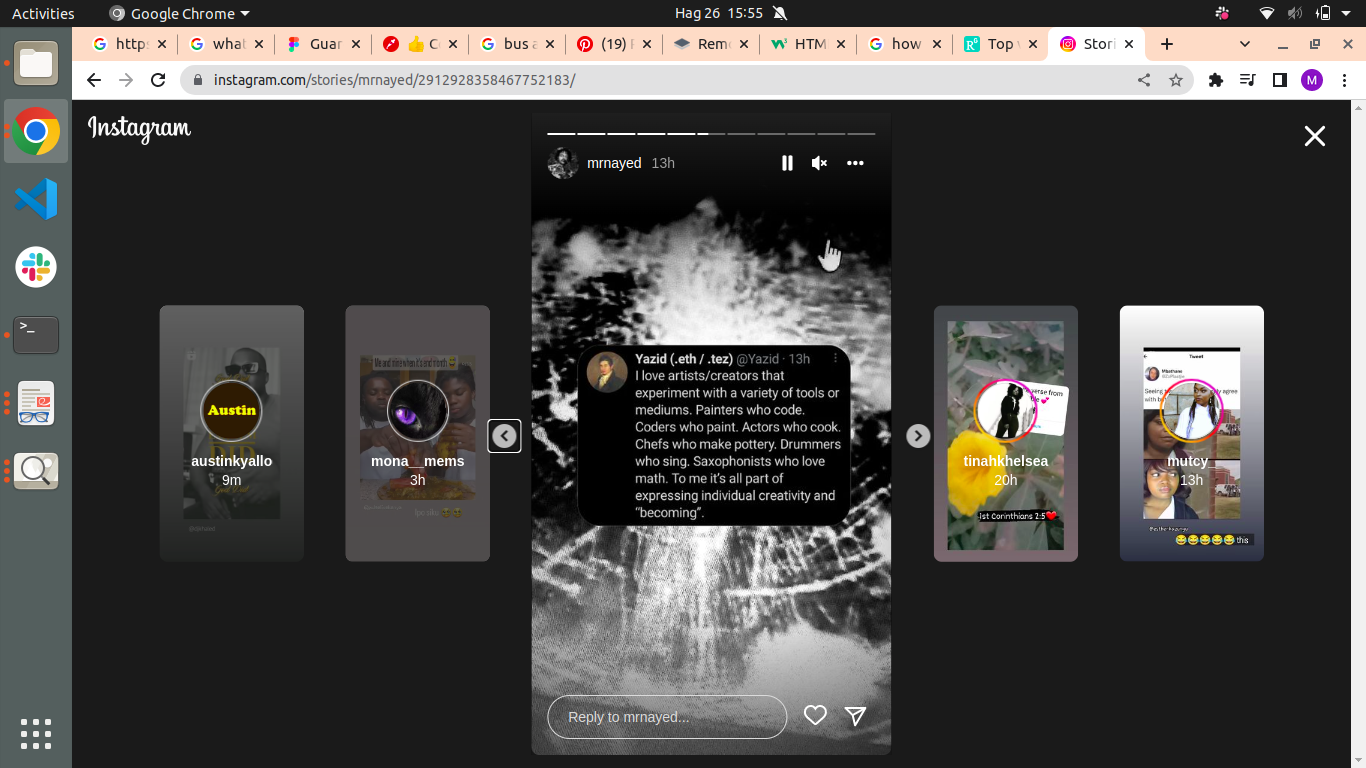 Activities
Google Chrome
Hag 26 15:55
https
what
Guar
C
bus a
(19) F
Rem
HTM
how
Top v
Stori
instagram.com/stories/mrnayed/2912928358467752183/
M
Instagram
mrnayed 13h
Yazid (.eth / .tez) @Yazid · 13h
I love artists/creators that
experiment with a variety of tools or
mediums. Painters who code.
Coders who paint. Actors who cook.
Chefs who make pottery. Drummers
who sing. Saxophonists who love
math. To me it's all part of
expressing individual creativity and
“becoming”.
Reply to mrnayed...
Austin
austinkyallo
9m
mona__mems
3h
tinahkhelsea
20h
1st Corinthians 2:5❤️
Tweet
mutcy_
13h
😂😂😂😂😂 this